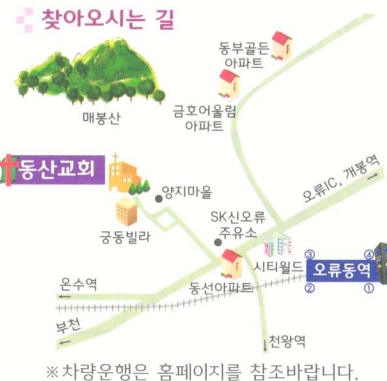 찾아오시는 길
동부골든
아파트
매봉산
금호어울림
아파트
동산교회
양지마을
오류IC, 개봉역
궁동빌라
SK신오류
주유소
시티월드
③ ④
오류동역
② ①
온수역
동선아파트
부천
천왕역
※차량운행은 홈페이지를 참조바랍니다.